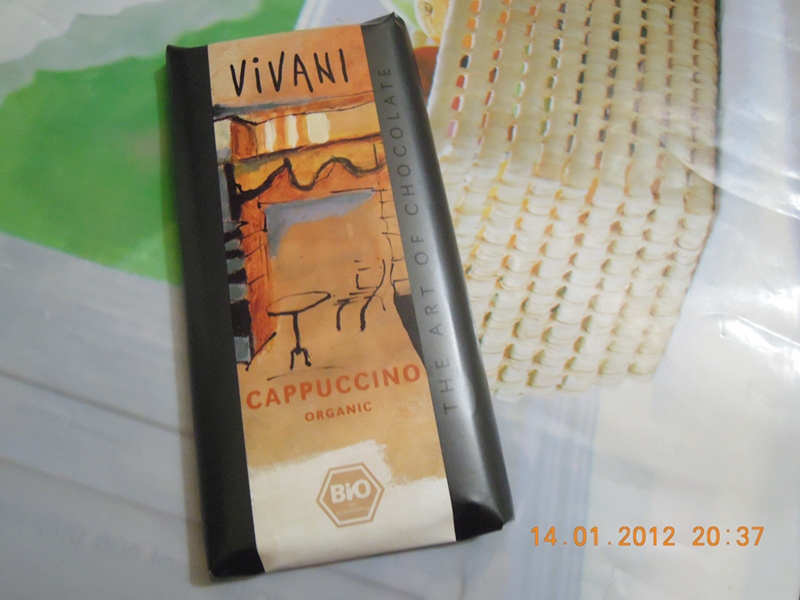 ViVANI
THE ART OF CHOCOLATE
CAPPUCCINO
ORGANIC
BiO
14.01.2012 20:37